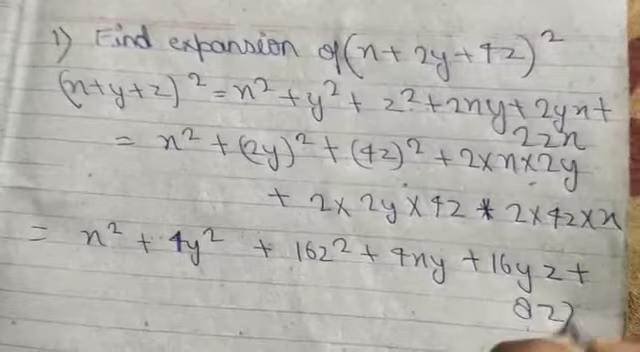 1) Find expansion of (x + 2y + 4z)²
(x+y+z)² = x² + y² + z² + 2xy + 2yx +
2zx
= x² + (2y)² + (4z)² + 2×x×2y
+ 2×2y×4z * 2×4z×x
= x² + 4y² + 16z² + 4xy + 16yz +
8z